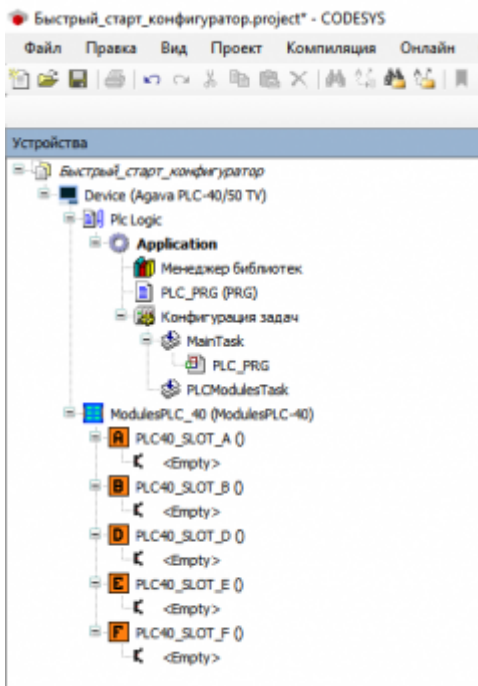 Быстрый_старт_конфигуратор.project* - CODESYS
Файл Правка Вид Проект Компиляция Онлайн
Устройства
Быстрый_старт_конфигуратор
Device (Agava PLC-40/50 TV)
Plc Logic
Application
Менеджер библиотек
PLC_PRG (PRG)
Конфигурация задач
MainTask
PLC_PRG
PLCModulesTask
ModulesPLC_40 (ModulesPLC-40)
A PLC40_SLOT_A ()
<Empty>
B PLC40_SLOT_B ()
<Empty>
D PLC40_SLOT_D ()
<Empty>
E PLC40_SLOT_E ()
<Empty>
F PLC40_SLOT_F ()
<Empty>